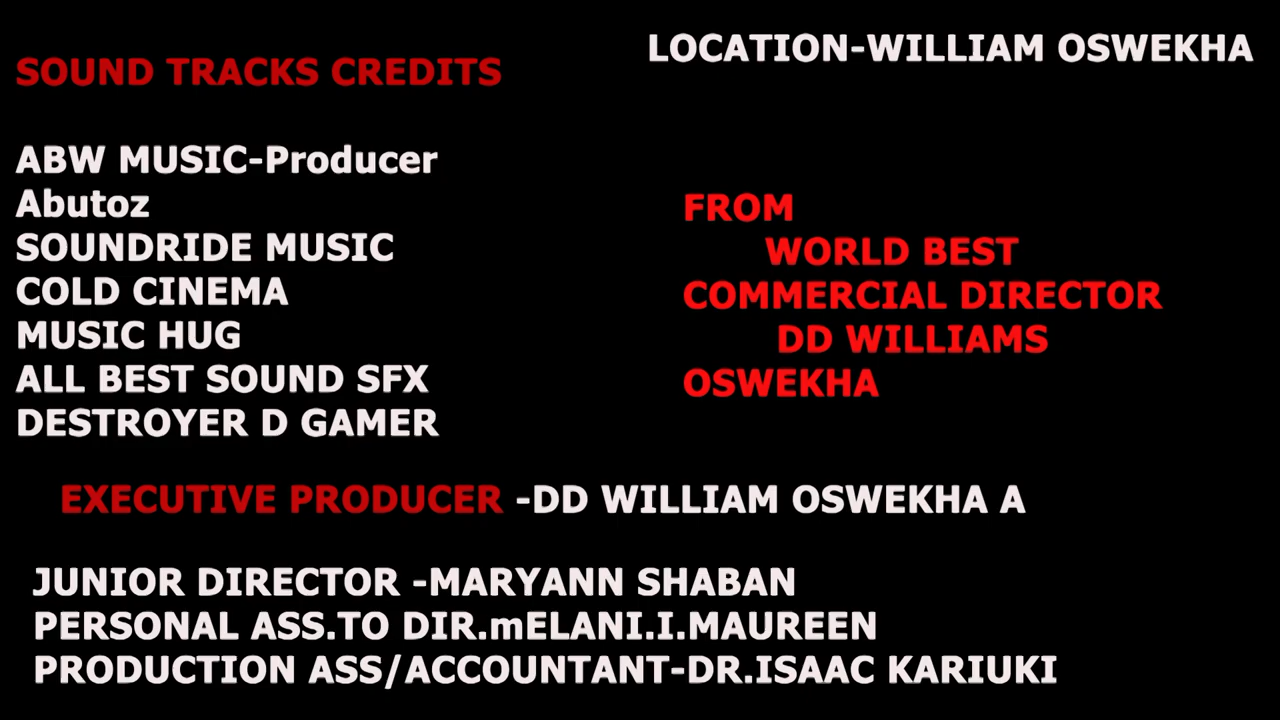 SOUND TRACKS CREDITS
ABW MUSIC-Producer
Abutoz
SOUNDRIDE MUSIC
COLD CINEMA
MUSIC HUG
ALL BEST SOUND SFX
DESTROYER D GAMER
LOCATION-WILLIAM OSWEKHA
FROM
WORLD BEST
COMMERCIAL DIRECTOR
DD WILLIAMS
OSWEKHA
EXECUTIVE PRODUCER -DD WILLIAM OSWEKHA A
JUNIOR DIRECTOR -MARYANN SHABAN
PERSONAL ASS.TO DIR.mELANI.I.MAUREEN
PRODUCTION ASS/ACCOUNTANT-DR.ISAAC KARIUKI